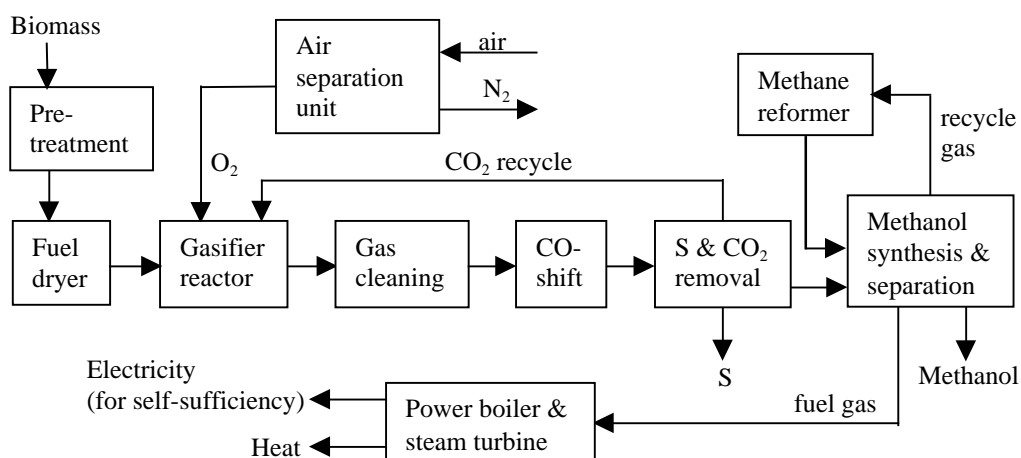 Biomass
Pre-
treatment
Fuel
dryer
Air
separation
unit
air
N₂
O₂
CO₂ recycle
Gasifier
reactor
Gas
cleaning
CO-
shift
S & CO₂
removal
S
Methane
reformer
recycle
gas
Methanol
synthesis &
separation
Methanol
fuel gas
Power boiler &
steam turbine
Electricity
(for self-sufficiency)
Heat